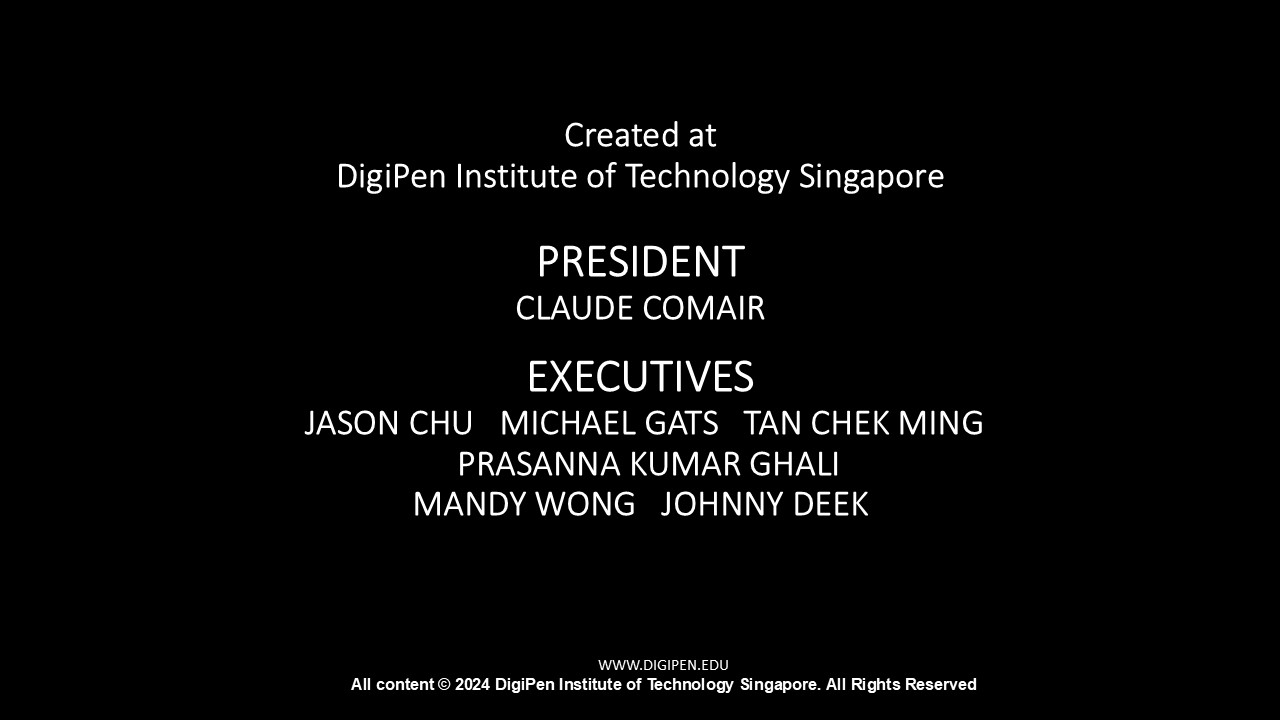 Created at
DigiPen Institute of Technology Singapore
PRESIDENT
CLAUDE COMAIR
EXECUTIVES
JASON CHU   MICHAEL GATS   TAN CHEK MING
PRASANNA KUMAR GHALI
MANDY WONG   JOHNNY DEEK
WWW.DIGIPEN.EDU
All content © 2024 DigiPen Institute of Technology Singapore. All Rights Reserved